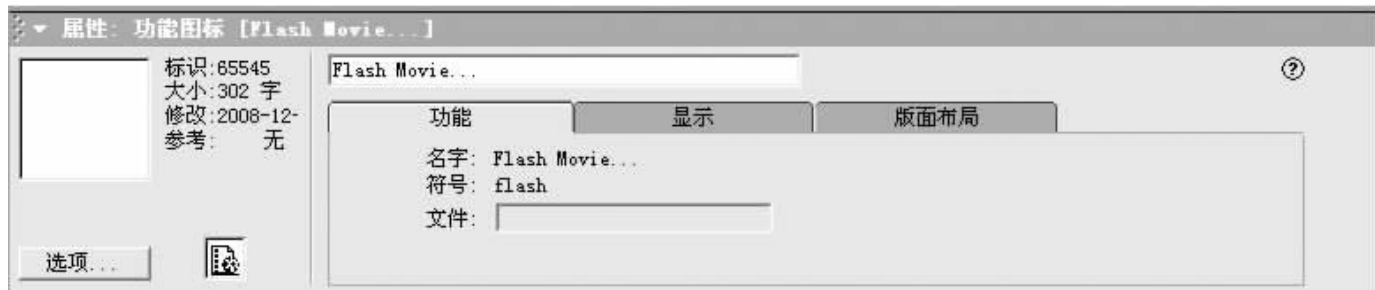 属性: 功能图标 [Flash Movie...]
标识:65545
大小:302 字
修改:2008-12-
参考: 无
选项...
Flash Movie...
?
功能 显示 版面布局
名字: Flash Movie...
符号: flash
文件: